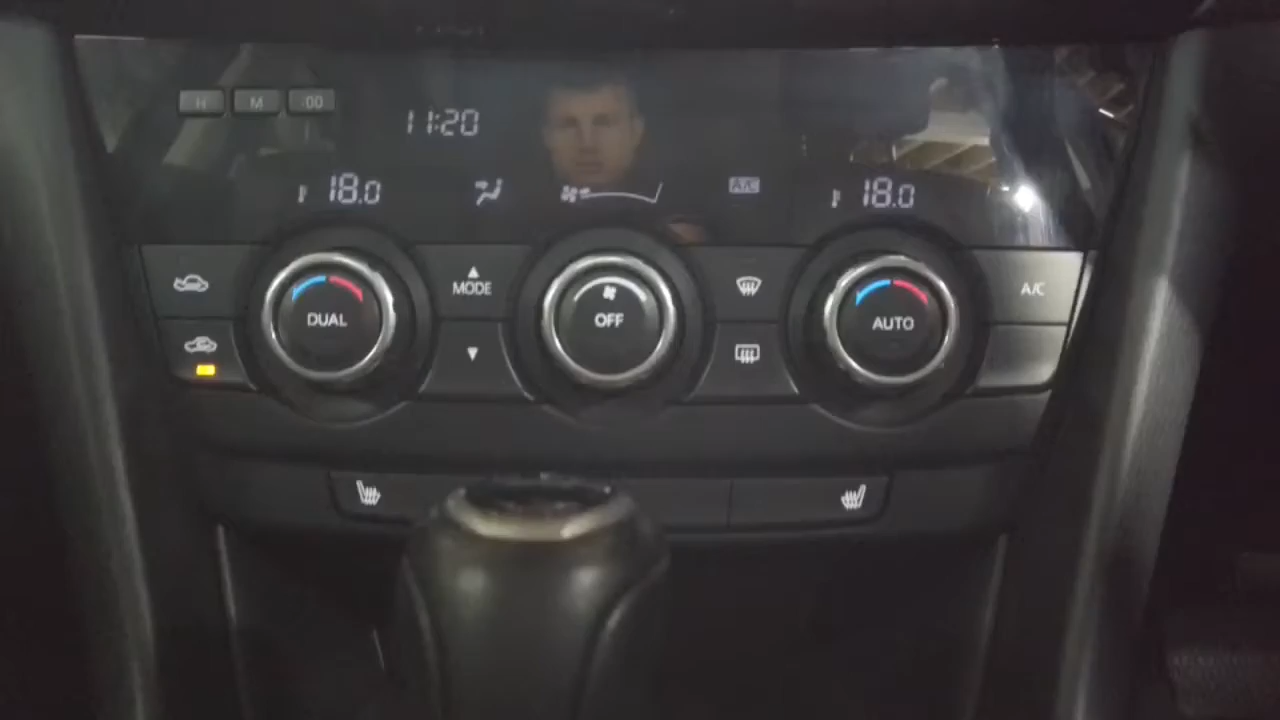 H M :00
11:20
18.0 A/C 18.0
MODE A/C
DUAL OFF AUTO